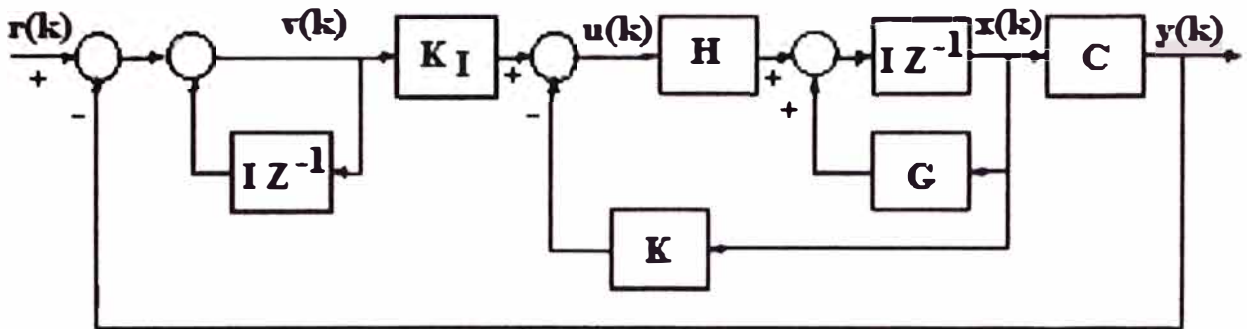 r(k)
v(k)
u(k)
x(k)
y(k)
+
-
K I
+
-
H
+
+
I Z⁻¹
C
I Z⁻¹
G
K